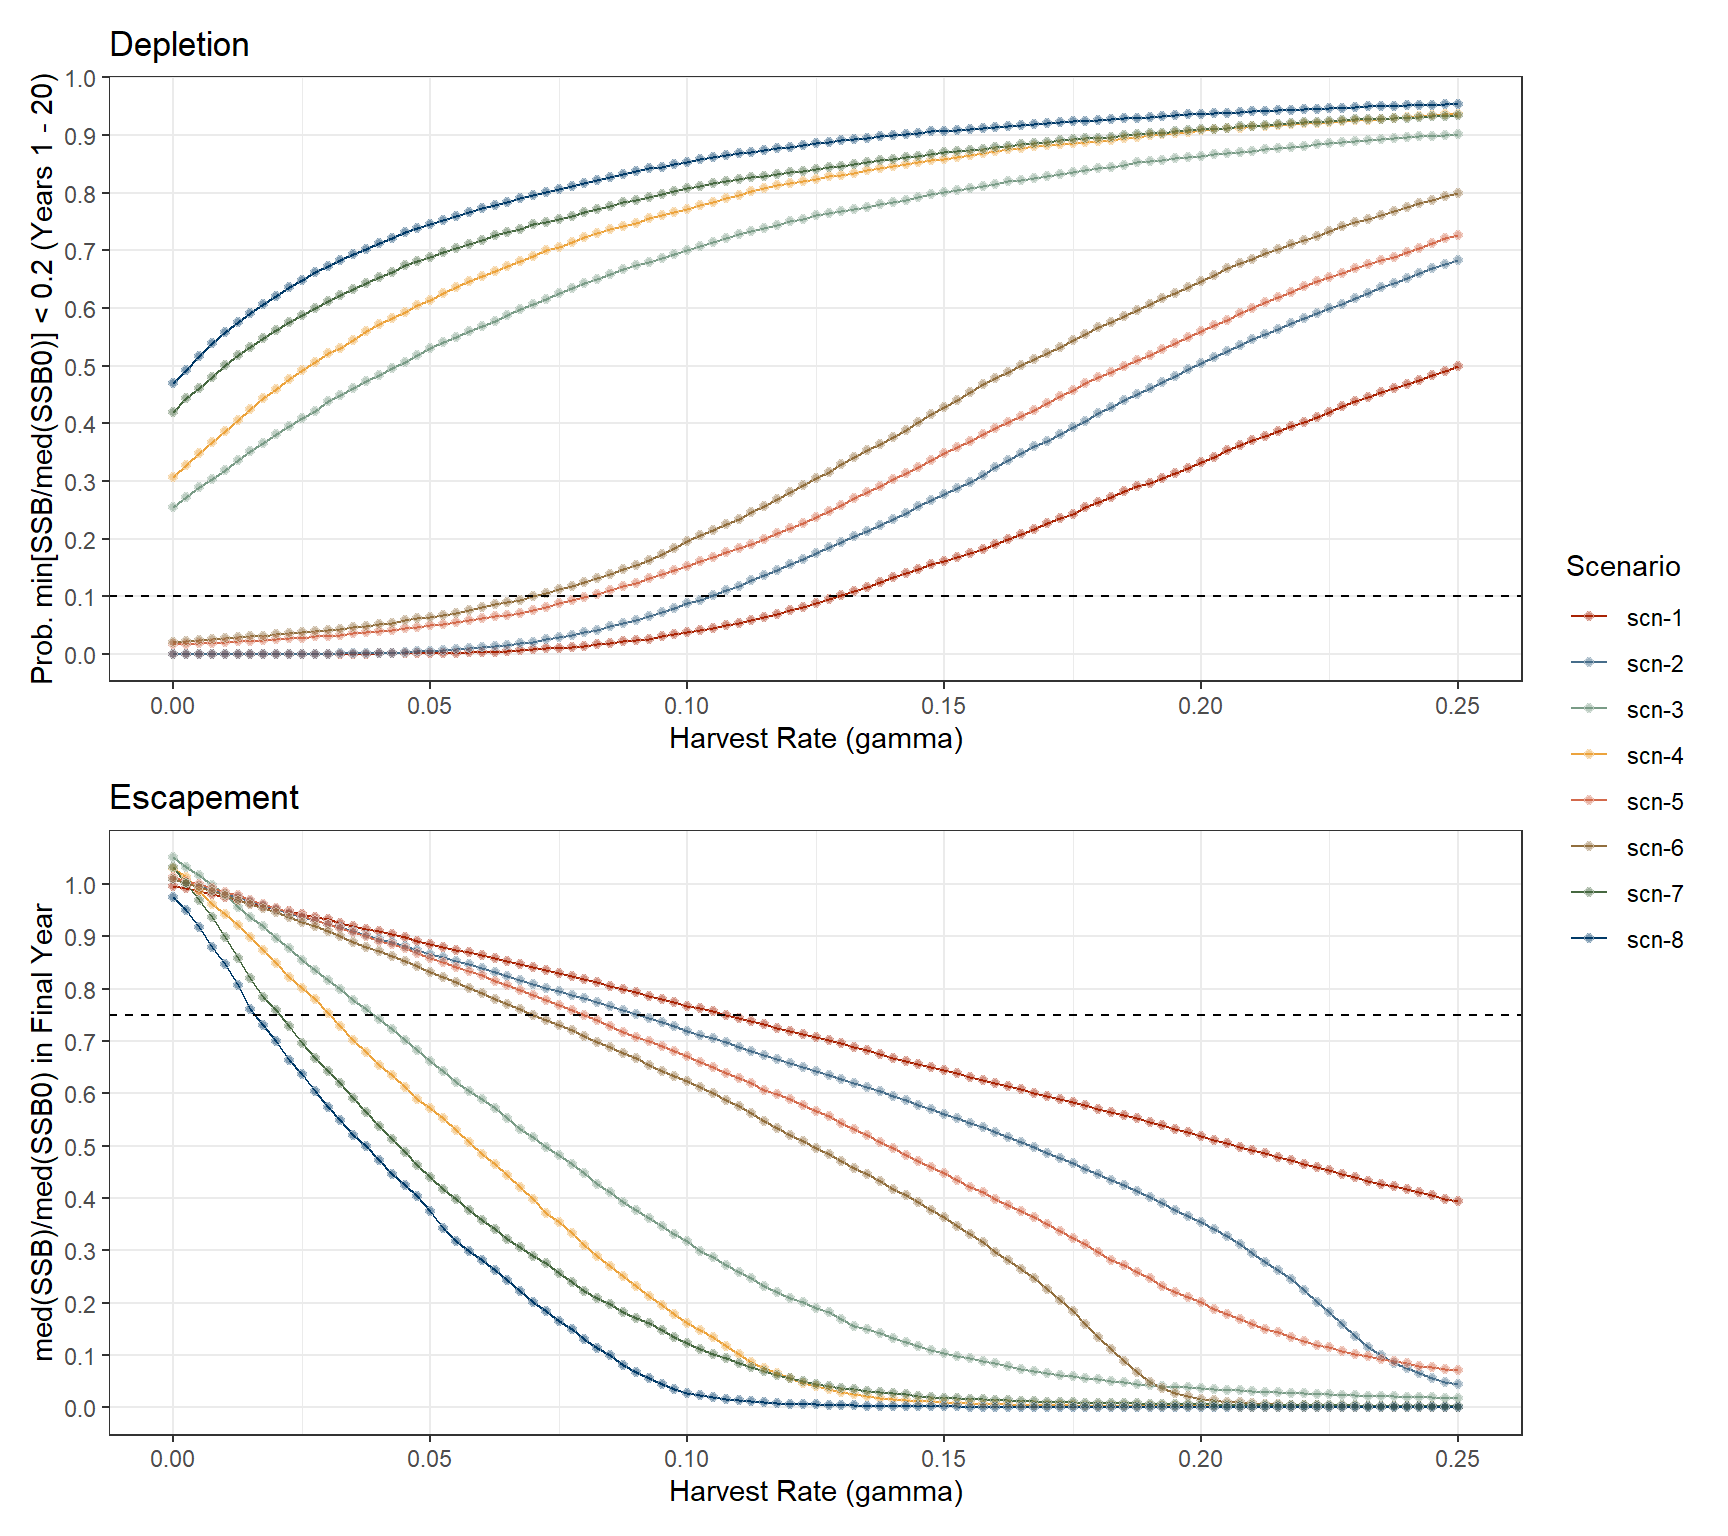 Depletion
Prob. min[SSB/med(SSB0)] < 0.2 (Years 1 - 20)
1.0
0.9
0.8
0.7
0.6
0.5
0.4
0.3
0.2
0.1
0.0
0.00 0.05 0.10 0.15 0.20 0.25
Harvest Rate (gamma)
Escapement
med(SSB)/med(SSB0) in Final Year
1.0
0.9
0.8
0.7
0.6
0.5
0.4
0.3
0.2
0.1
0.0
0.00 0.05 0.10 0.15 0.20 0.25
Harvest Rate (gamma)
Scenario
scn-1
scn-2
scn-3
scn-4
scn-5
scn-6
scn-7
scn-8